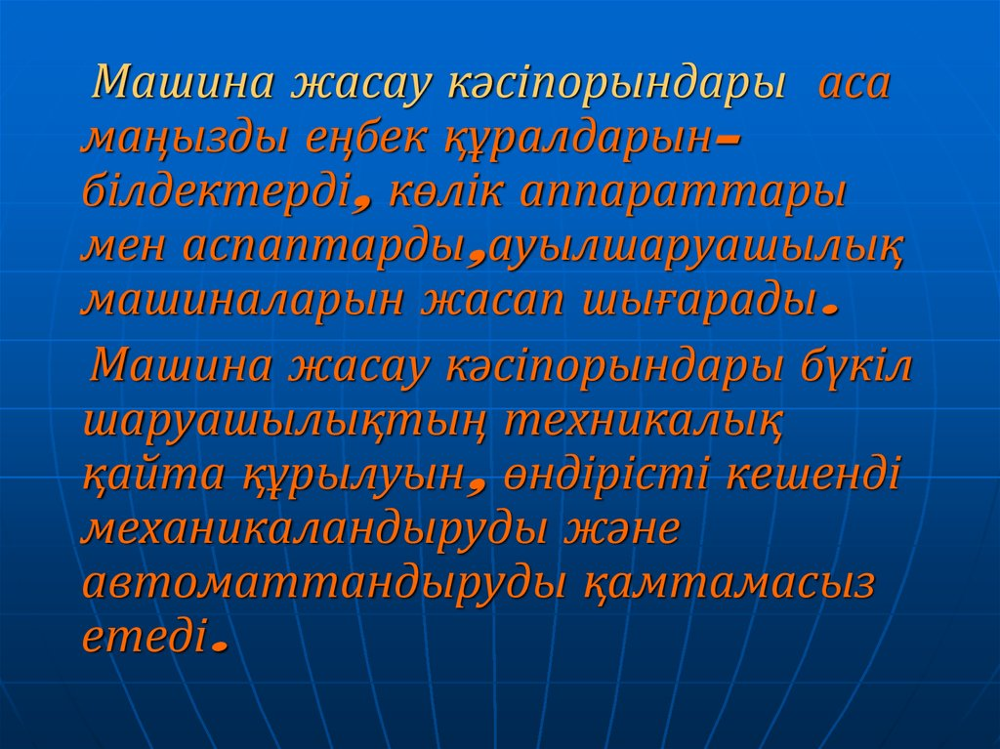 Машина жасау кәсіпорындары аса
маңызды еңбек құралдарын-
білдектерді, көлік аппараттары
мен аспаптарды,ауылшаруашылық
машиналарын жасап шығарады.
Машина жасау кәсіпорындары бүкіл
шаруашылықтың техникалық
қайта құрылуын, өндірісті кешенді
механикаландыруды және
автоматтандыруды қамтамасыз
етеді.